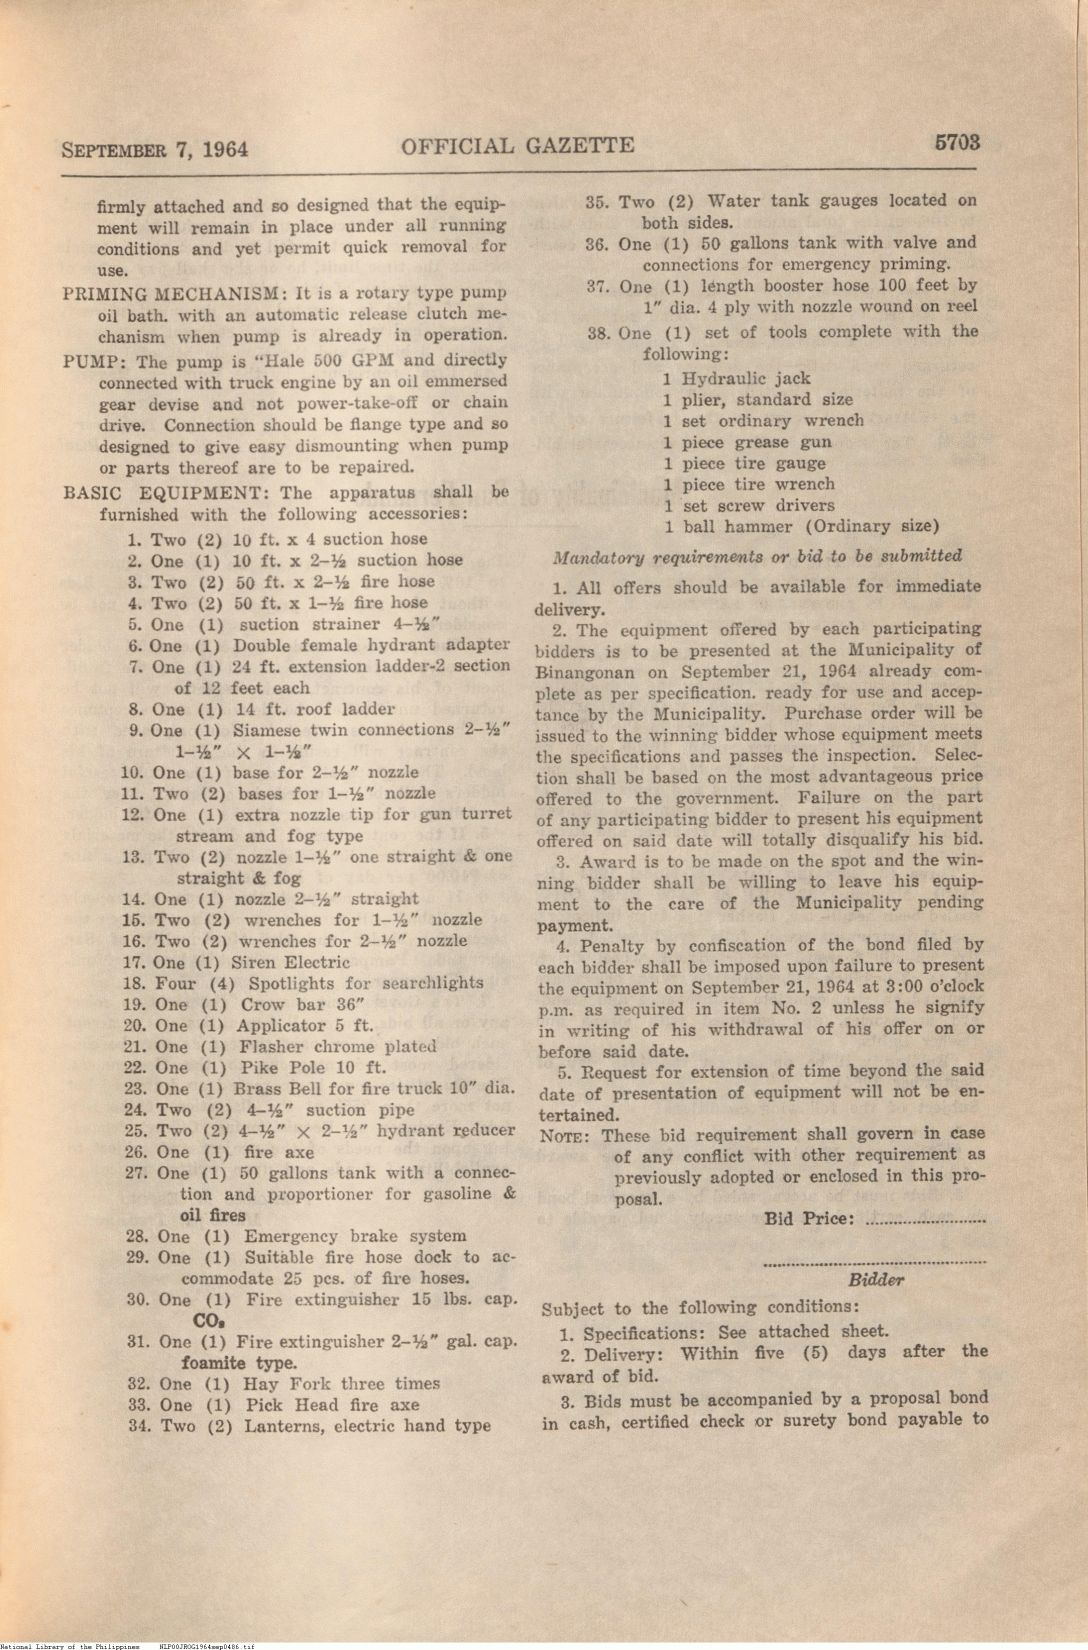 SEPTEMBER 7, 1964 OFFICIAL GAZETTE 5703
firmly attached and so designed that the equip-
ment will remain in place under all running
conditions and yet permit quick removal for
use.
PRIMING MECHANISM: It is a rotary type pump
oil bath. with an automatic release clutch me-
chanism when pump is already in operation.
PUMP: The pump is "Hale 500 GPM and directly
connected with truck engine by an oil emmersed
gear devise and not power-take-off or chain
drive. Connection should be flange type and so
designed to give easy dismounting when pump
or parts thereof are to be repaired.
BASIC EQUIPMENT: The apparatus shall be
furnished with the following accessories:
1. Two (2) 10 ft. x 4 suction hose
2. One (1) 10 ft. x 2–½ suction hose
3. Two (2) 50 ft. x 2–½ fire hose
4. Two (2) 50 ft. x 1–½ fire hose
5. One (1) suction strainer 4–½"
6. One (1) Double female hydrant adapter
7. One (1) 24 ft. extension ladder-2 section
of 12 feet each
8. One (1) 14 ft. roof ladder
9. One (1) Siamese twin connections 2–½"
1–½" × 1–½"
10. One (1) base for 2–½" nozzle
11. Two (2) bases for 1–½" nozzle
12. One (1) extra nozzle tip for gun turret
stream and fog type
13. Two (2) nozzle 1–½" one straight & one
straight & fog
14. One (1) nozzle 2–½" straight
15. Two (2) wrenches for 1–½" nozzle
16. Two (2) wrenches for 2–½" nozzle
17. One (1) Siren Electric
18. Four (4) Spotlights for searchlights
19. One (1) Crow bar 36"
20. One (1) Applicator 5 ft.
21. One (1) Flasher chrome plated
22. One (1) Pike Pole 10 ft.
23. One (1) Brass Bell for fire truck 10" dia.
24. Two (2) 4–½" suction pipe
25. Two (2) 4–½" × 2–½" hydrant reducer
26. One (1) fire axe
27. One (1) 50 gallons tank with a connec-
tion and proportioner for gasoline &
oil fires
28. One (1) Emergency brake system
29. One (1) Suitable fire hose dock to ac-
commodate 25 pcs. of fire hoses.
30. One (1) Fire extinguisher 15 lbs. cap.
CO₂
31. One (1) Fire extinguisher 2–½" gal. cap.
foamite type.
32. One (1) Hay Fork three times
33. One (1) Pick Head fire axe
34. Two (2) Lanterns, electric hand type
35. Two (2) Water tank gauges located on
both sides.
36. One (1) 50 gallons tank with valve and
connections for emergency priming.
37. One (1) length booster hose 100 feet by
1" dia. 4 ply with nozzle wound on reel
38. One (1) set of tools complete with the
following:
1 Hydraulic jack
1 plier, standard size
1 set ordinary wrench
1 piece grease gun
1 piece tire gauge
1 piece tire wrench
1 set screw drivers
1 ball hammer (Ordinary size)
Mandatory requirements or bid to be submitted
1. All offers should be available for immediate
delivery.
2. The equipment offered by each participating
bidders is to be presented at the Municipality of
Binangonan on September 21, 1964 already com-
plete as per specification. ready for use and accep-
tance by the Municipality. Purchase order will be
issued to the winning bidder whose equipment meets
the specifications and passes the inspection. Selec-
tion shall be based on the most advantageous price
offered to the government. Failure on the part
of any participating bidder to present his equipment
offered on said date will totally disqualify his bid.
3. Award is to be made on the spot and the win-
ning bidder shall be willing to leave his equip-
ment to the care of the Municipality pending
payment.
4. Penalty by confiscation of the bond filed by
each bidder shall be imposed upon failure to present
the equipment on September 21, 1964 at 3:00 o'clock
p.m. as required in item No. 2 unless he signify
in writing of his withdrawal of his offer on or
before said date.
5. Request for extension of time beyond the said
date of presentation of equipment will not be en-
tertained.
NOTE: These bid requirement shall govern in case
of any conflict with other requirement as
previously adopted or enclosed in this pro-
posal.
Bid Price: ..........................
..........................................
Bidder
Subject to the following conditions:
1. Specifications: See attached sheet.
2. Delivery: Within five (5) days after the
award of bid.
3. Bids must be accompanied by a proposal bond
in cash, certified check or surety bond payable to
National Library of the Philippines NLP00JROG1964sep0486.tif